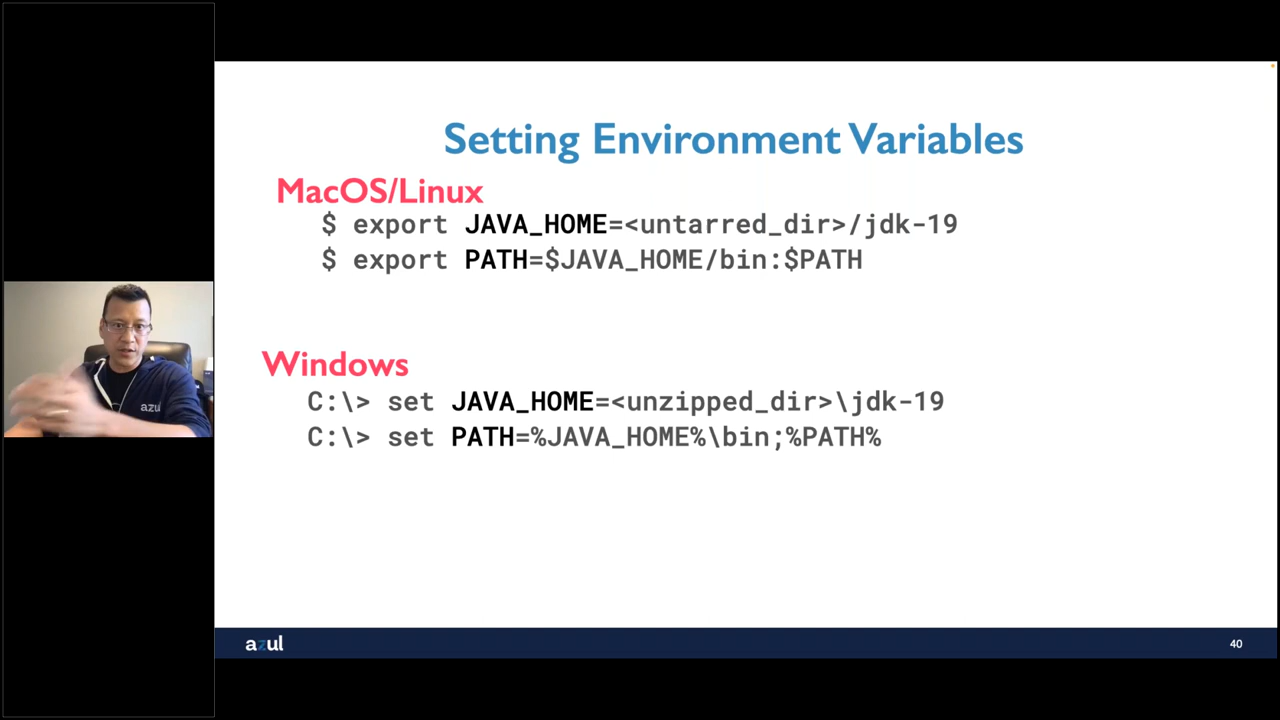 Setting Environment Variables
MacOS/Linux
$ export JAVA_HOME=<untarred_dir>/jdk-19
$ export PATH=$JAVA_HOME/bin:$PATH
Windows
C:\> set JAVA_HOME=<unzipped_dir>\jdk-19
C:\> set PATH=%JAVA_HOME%\bin;%PATH%
azul
azul
40